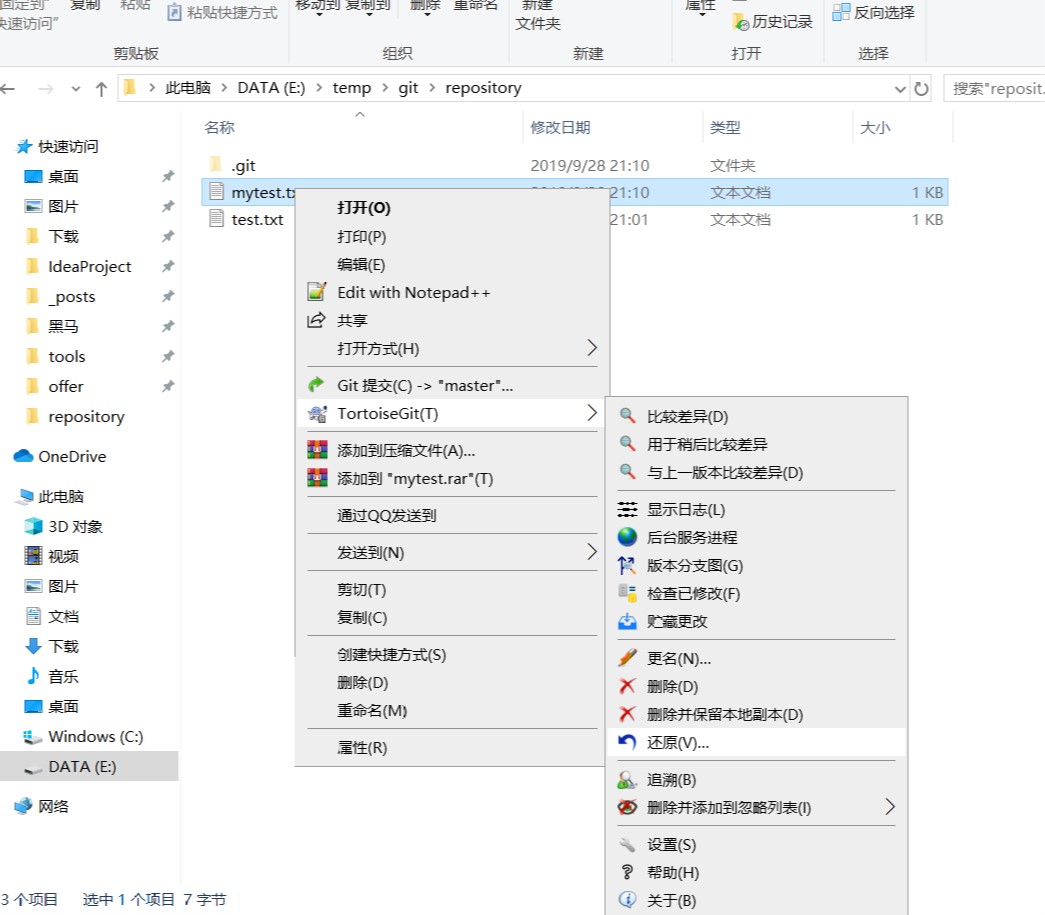 固定到"
快速访问"
复制
粘贴
粘贴快捷方式
移动到 复制到
删除 重命名
新建
文件夹
属性
历史记录
反向选择
剪贴板
组织
新建
打开
选择
此电脑 > DATA (E:) > temp > git > repository
搜索"reposit...
名称 修改日期 类型 大小
.git 2019/9/28 21:10 文件夹
mytest.tx 21:10 文本文档 1 KB
test.txt 21:01 文本文档 1 KB
快速访问
桌面
图片
下载
IdeaProject
_posts
黑马
tools
offer
repository
OneDrive
此电脑
3D 对象
视频
图片
文档
下载
音乐
桌面
Windows (C:)
DATA (E:)
网络
打开(O)
打印(P)
编辑(E)
Edit with Notepad++
共享
打开方式(H)
Git 提交(C) -> "master"...
TortoiseGit(T)
添加到压缩文件(A)...
添加到 "mytest.rar"(T)
通过QQ发送到
发送到(N)
剪切(T)
复制(C)
创建快捷方式(S)
删除(D)
重命名(M)
属性(R)
比较差异(D)
用于稍后比较差异
与上一版本比较差异(D)
显示日志(L)
后台服务进程
版本分支图(G)
检查已修改(F)
贮藏更改
更名(N)...
删除(D)
删除并保留本地副本(D)
还原(V)...
追溯(B)
删除并添加到忽略列表(I)
设置(S)
帮助(H)
关于(B)
3 个项目 选中 1 个项目 7 字节